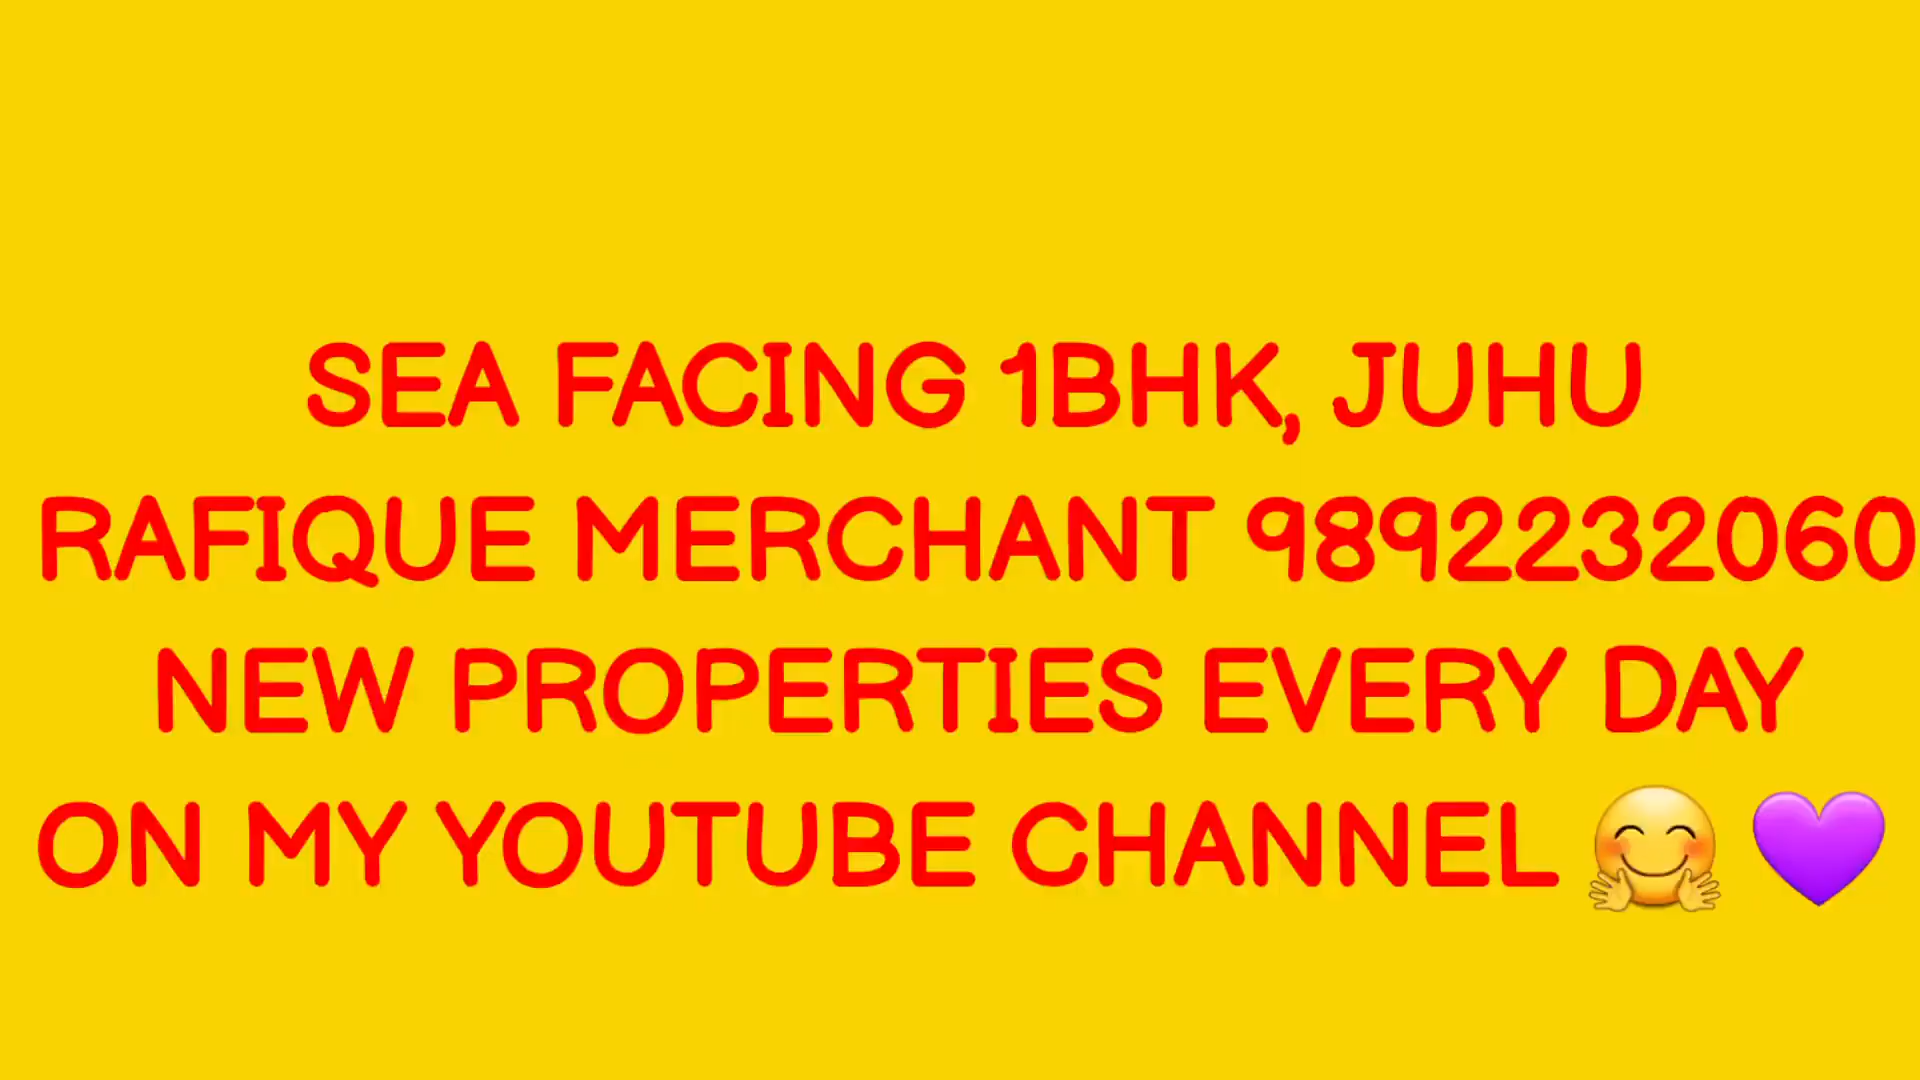 SEA FACING 1BHK, JUHU
RAFIQUE MERCHANT 9892232060
NEW PROPERTIES EVERY DAY
ON MY YOUTUBE CHANNEL 🤗 💜